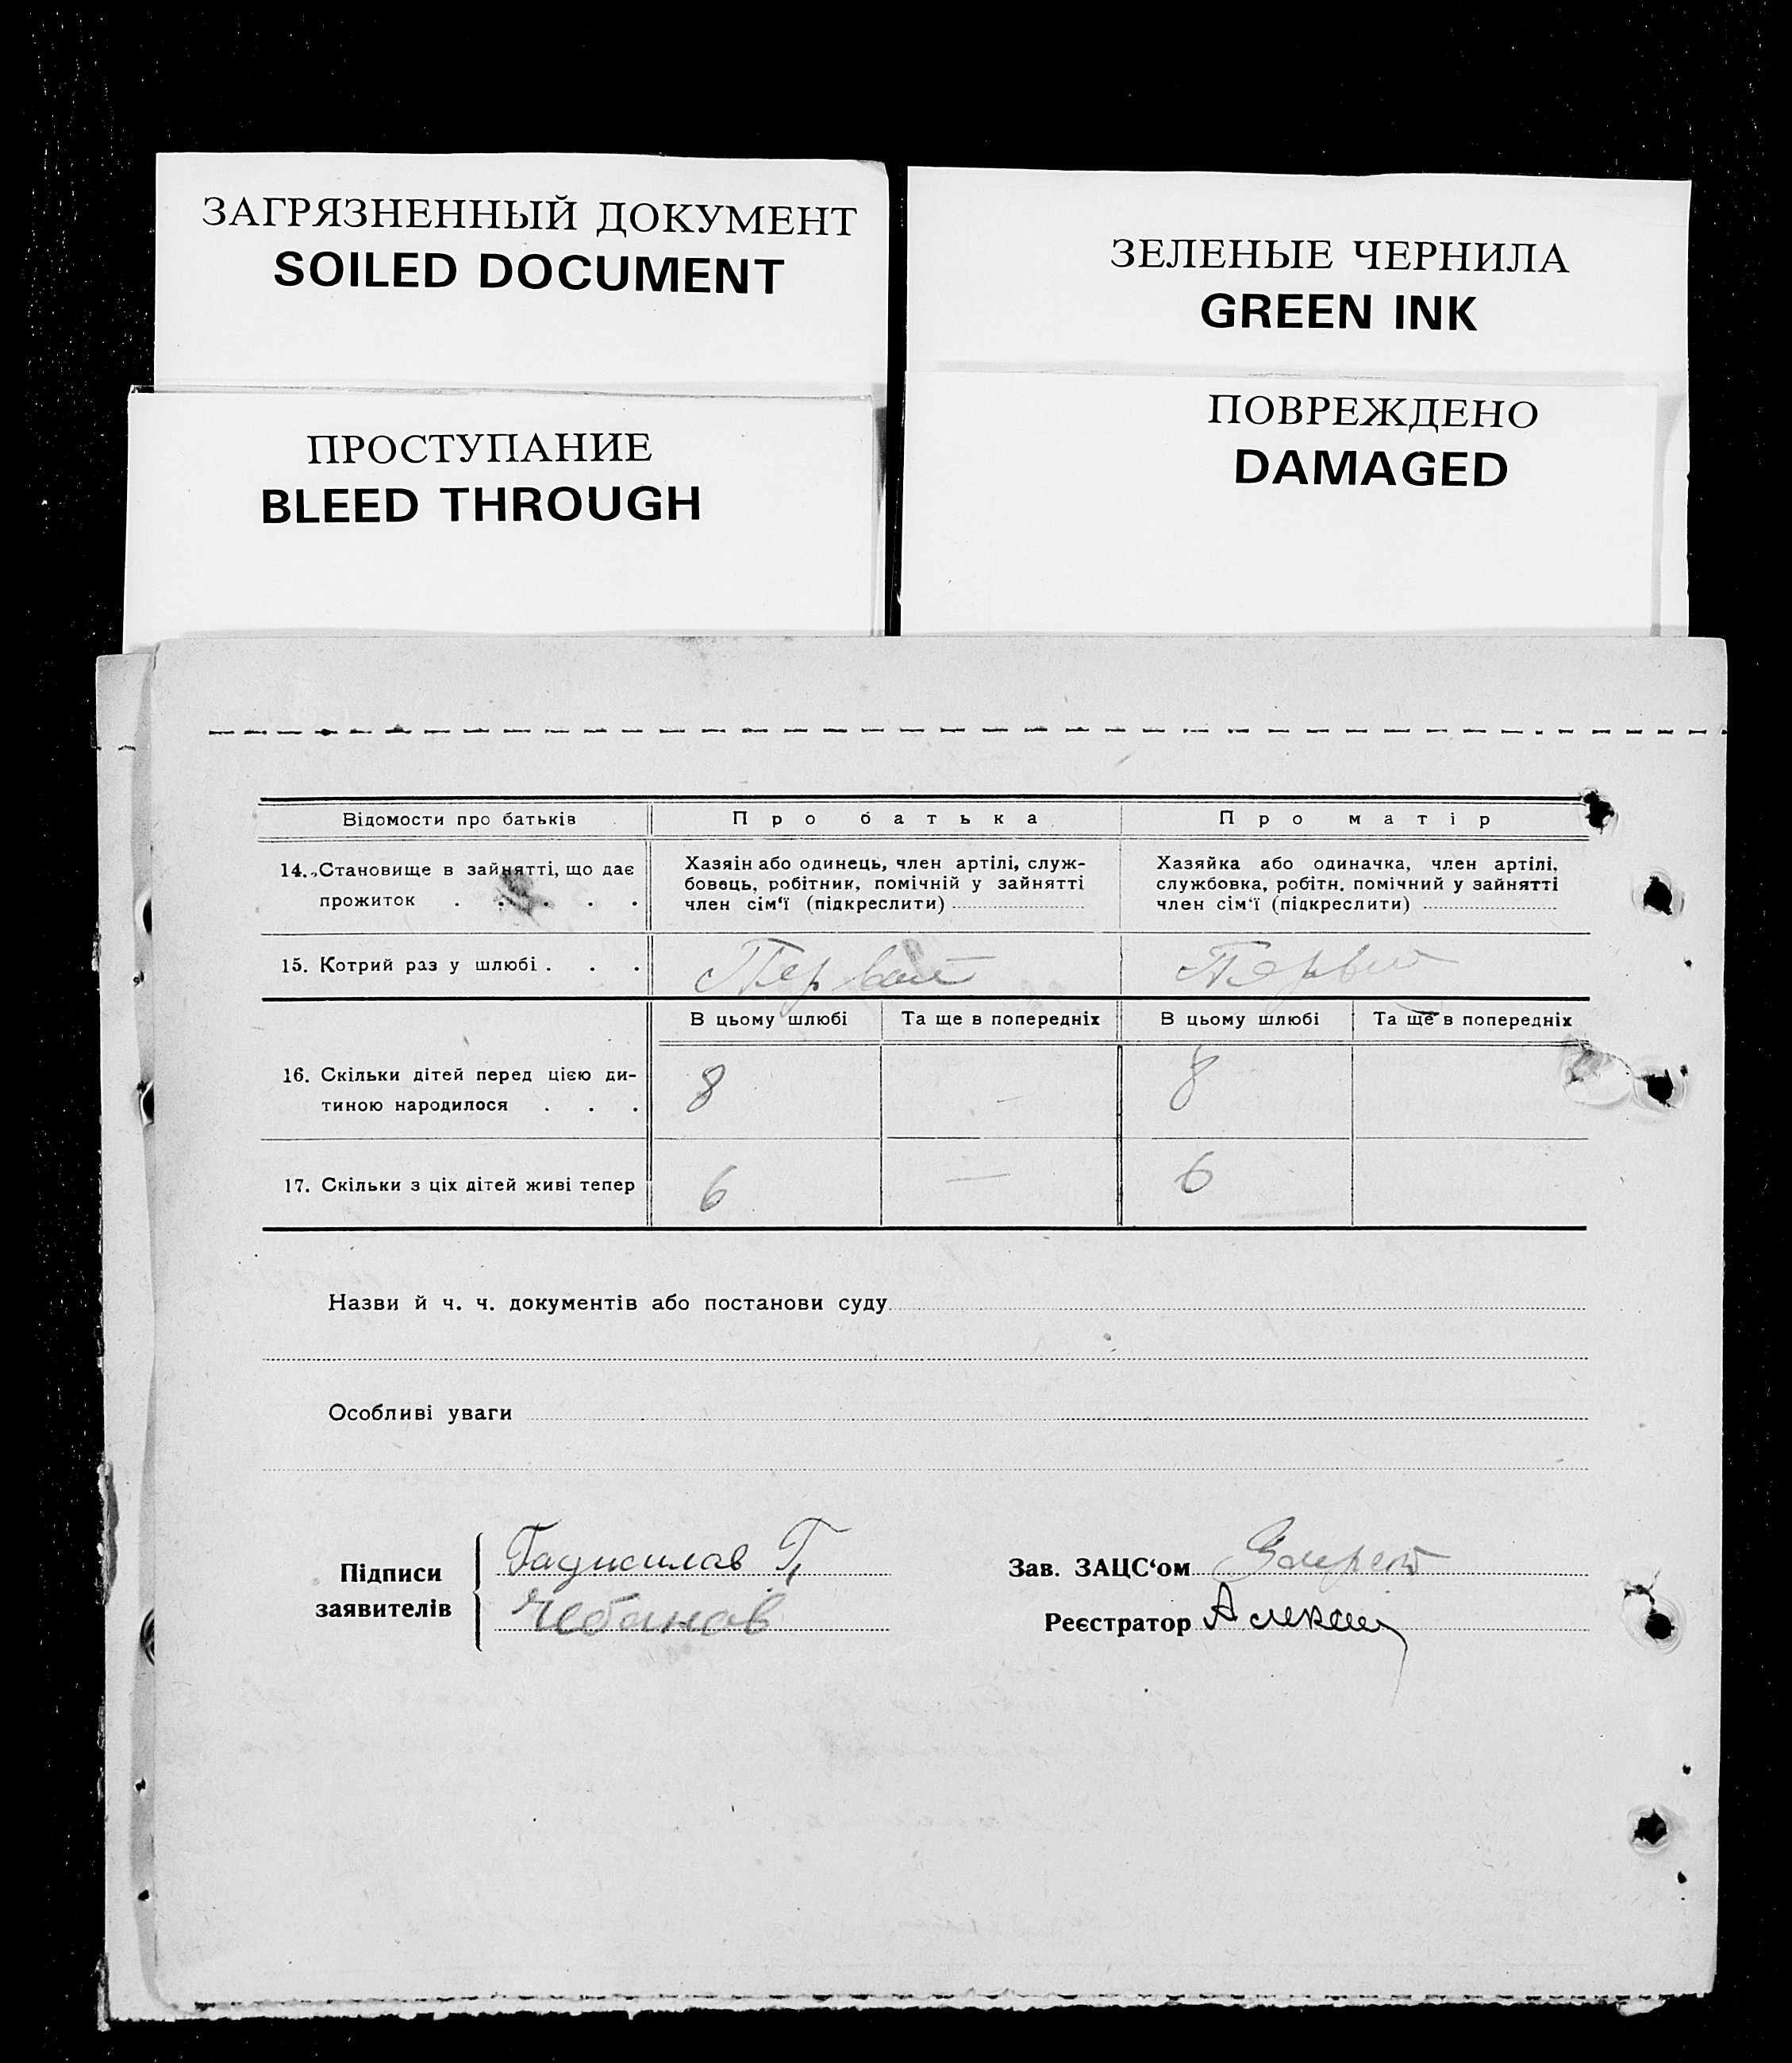 ЗАГРЯЗНЕННЫЙ ДОКУМЕНТ
SOILED DOCUMENT
ЗЕЛЕНЫЕ ЧЕРНИЛА
GREEN INK
ПРОСТУПАНИЕ
BLEED THROUGH
ПОВРЕЖДЕНО
DAMAGED
Відомости про батьків
Про батька
Про матір
14. Становище в зайнятті, що дає
прожиток . . . . .
Хазяін або одинець, член артілі, служ-
бовець, робітник, помічній у зайнятті
член сім'ї (підкреслити)
Хазяйка або одиначка, член артілі,
службовка, робітн. помічний у зайнятті
член сім'ї (підкреслити)
15. Котрий раз у шлюбі . . .
Первый
В цьому шлюбі
Та ще в попередніх
В цьому шлюбі
Та ще в попередніх
16. Скільки дітей перед цією ди-
тиною народилося . . .
8
-
8
17. Скільки з ціх дітей живі тепер
6
—
6
Назви й ч. ч. документів або постанови суду
Особливі уваги
Підписи
заявителів
Чебанов
Зав. ЗАЦС'ом
Реєстратор